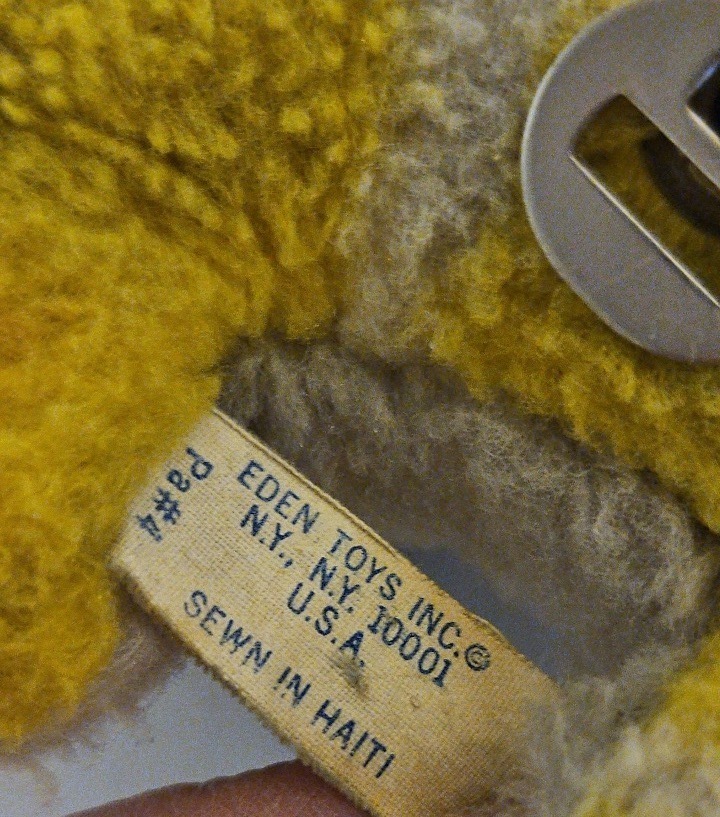 EDEN TOYS INC.©
N.Y., N.Y. 10001
U.S.A.
SEWN IN HAITI
Pa#4